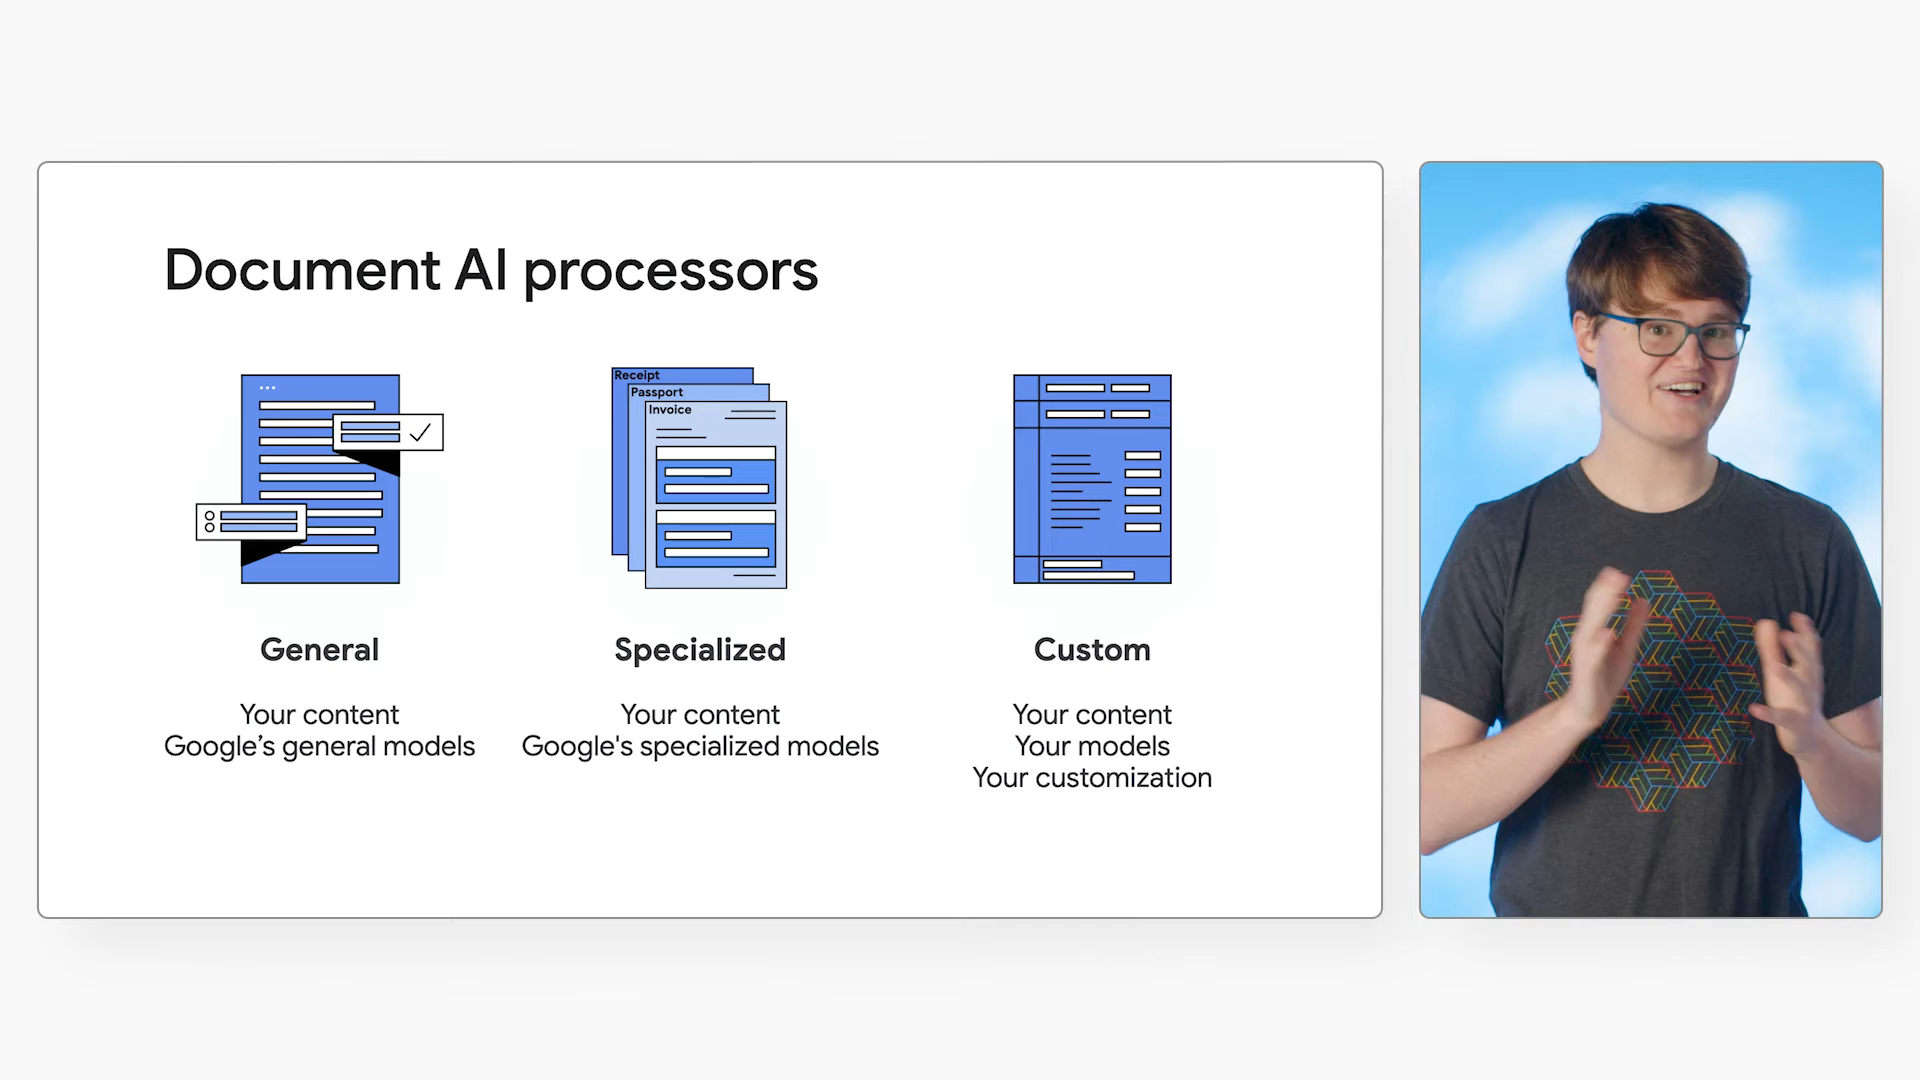 Document AI processors
Receipt
Passport
Invoice
General
Your content
Google’s general models
Specialized
Your content
Google's specialized models
Custom
Your content
Your models
Your customization